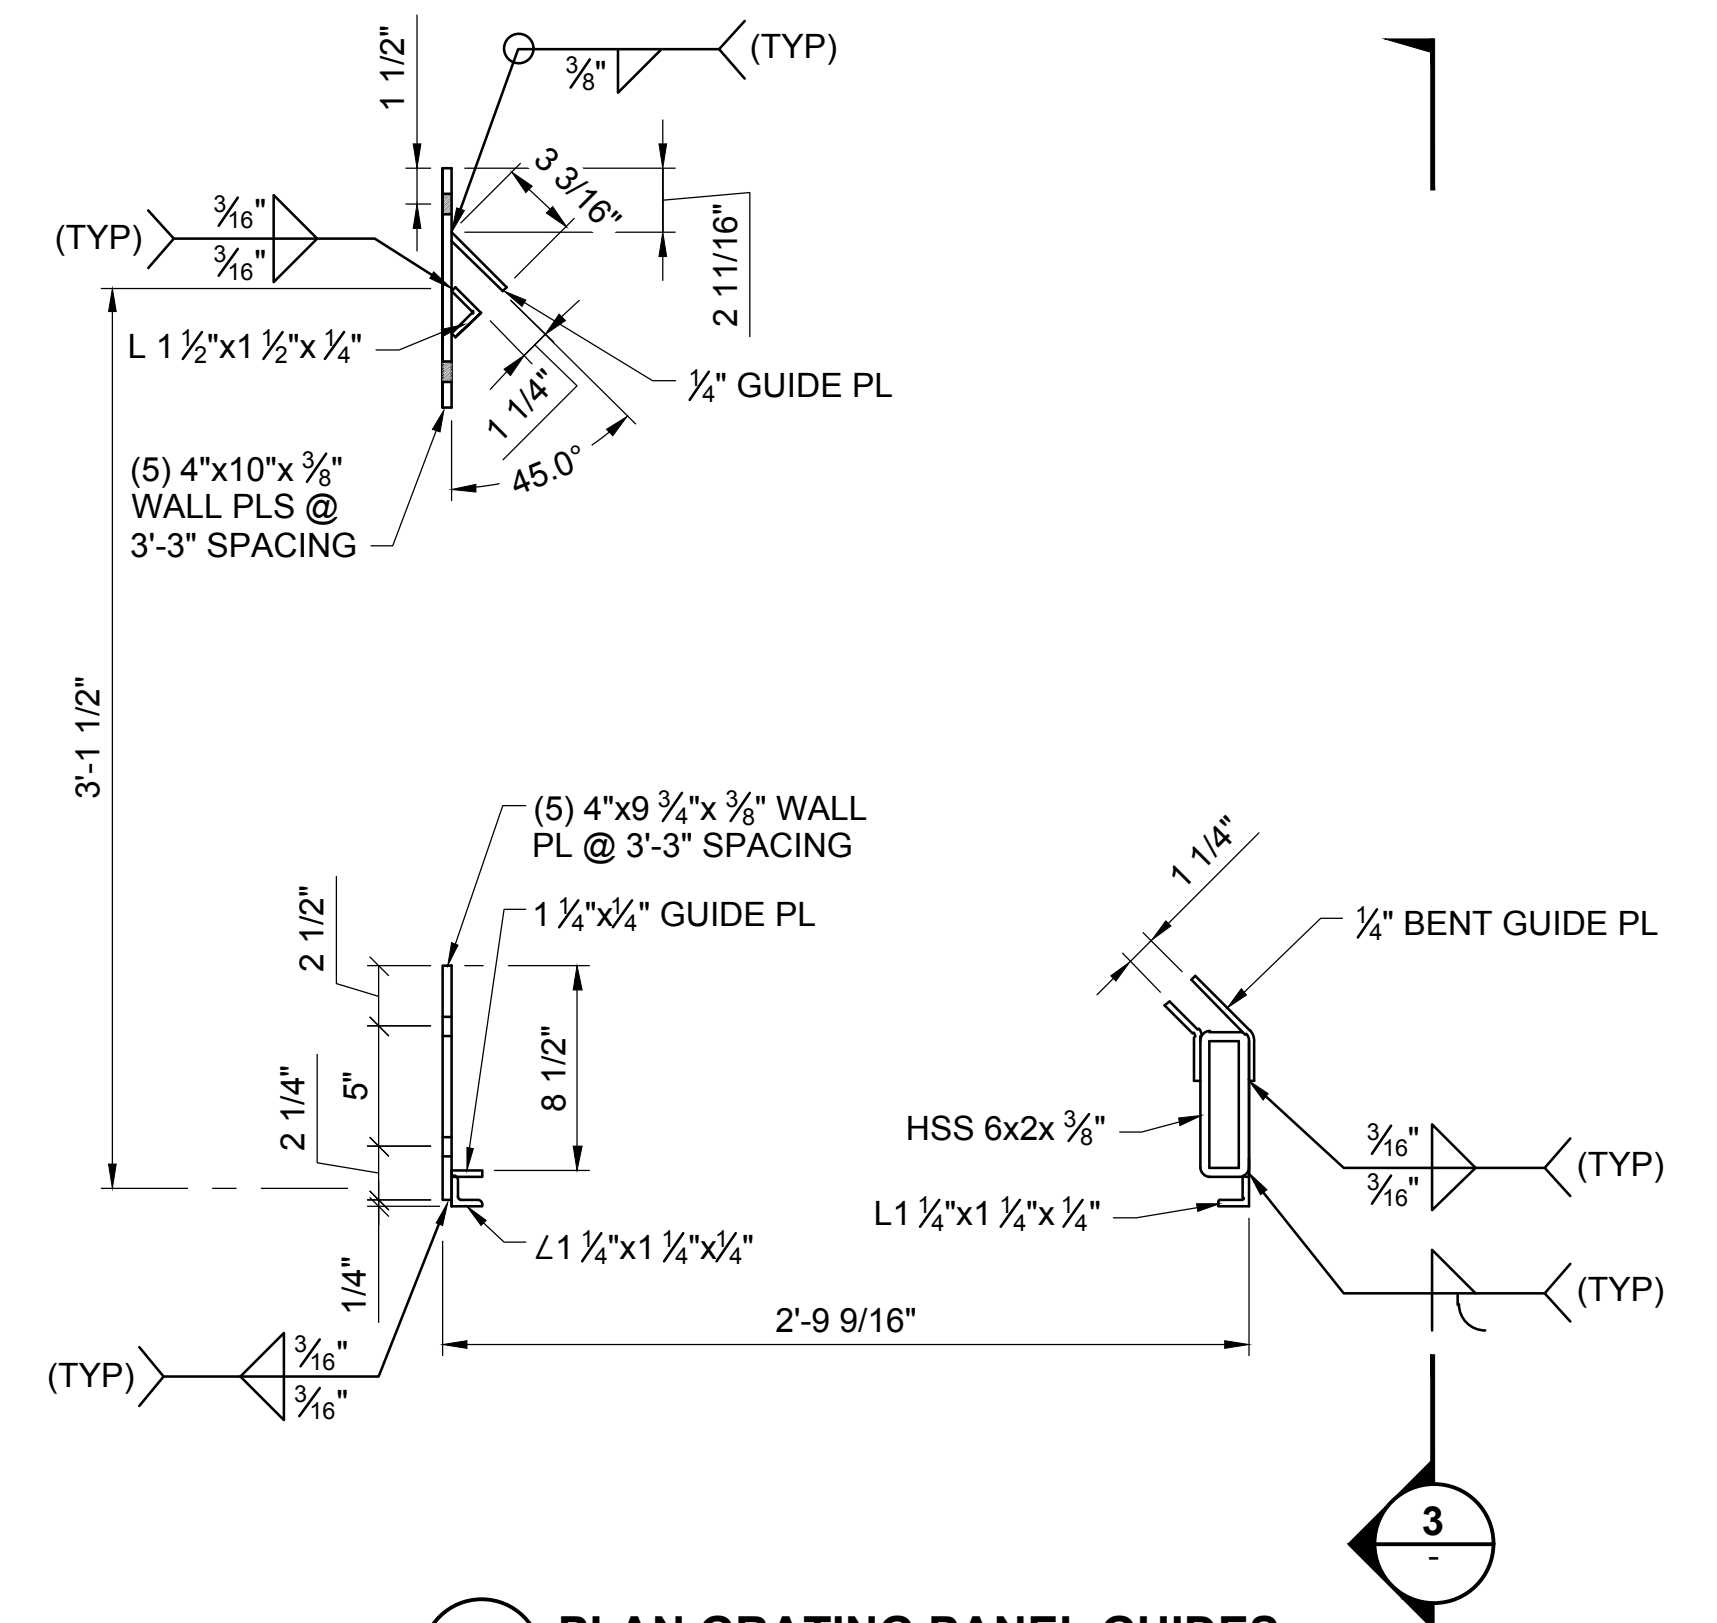 1 1/2"
3/8"
(TYP)
3 3/16"
2 11/16"
(TYP)
3/16"
3/16"
L 1 1/2"x1 1/2"x 1/4"
1 1/4"
1/4" GUIDE PL
45.0°
(5) 4"x10"x 3/8"
WALL PLS @
3'-3" SPACING
3'-1 1/2"
(5) 4"x9 3/4"x 3/8" WALL
PL @ 3'-3" SPACING
1 1/4"x1/4" GUIDE PL
2 1/2"
5"
2 1/4"
1/4"
8 1/2"
∠1 1/4"x1 1/4"x1/4"
(TYP)
3/16"
3/16"
2'-9 9/16"
1 1/4"
1/4" BENT GUIDE PL
HSS 6x2x 3/8"
L1 1/4"x1 1/4"x 1/4"
3/16"
3/16"
(TYP)
(TYP)
3
-
PLAN GRATING PANEL GUIDES